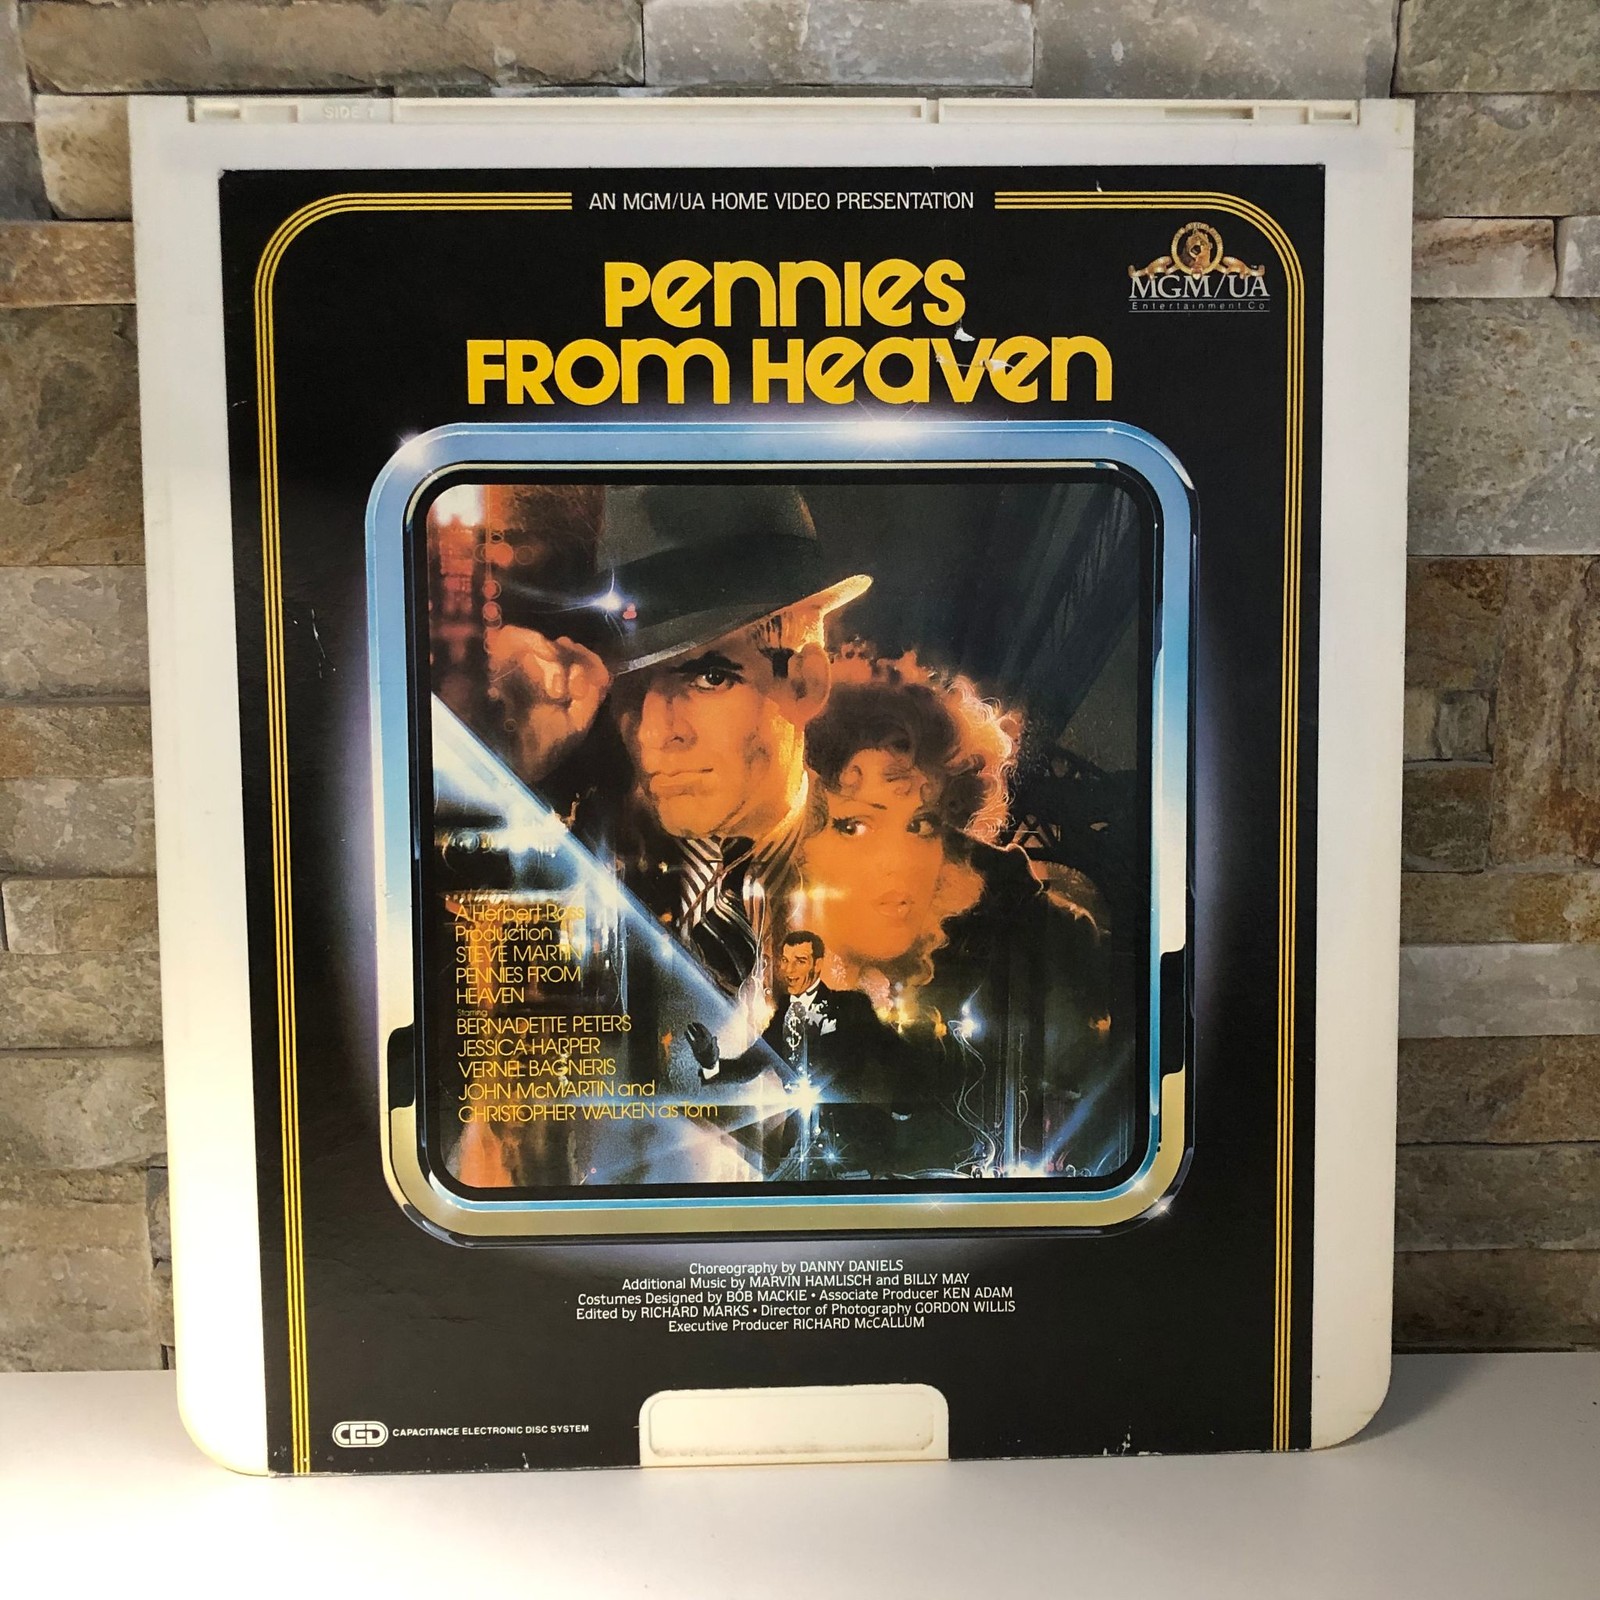 SIDE 1
AN MGM/UA HOME VIDEO PRESENTATION
PENNIES
FROM HEAVEN
MGM/UA
Entertainment Co
A Herbert Ross
Production
STEVE MARTIN
PENNIES FROM
HEAVEN
Starring
BERNADETTE PETERS
JESSICA HARPER
VERNEL BAGNERIS
JOHN McMARTIN and
CHRISTOPHER WALKEN as Tom
Choreography by DANNY DANIELS
Additional Music by MARVIN HAMLISCH and BILLY MAY
Costumes Designed by BOB MACKIE • Associate Producer KEN ADAM
Edited by RICHARD MARKS • Director of Photography GORDON WILLIS
Executive Producer RICHARD McCALLUM
CED CAPACITANCE ELECTRONIC DISC SYSTEM